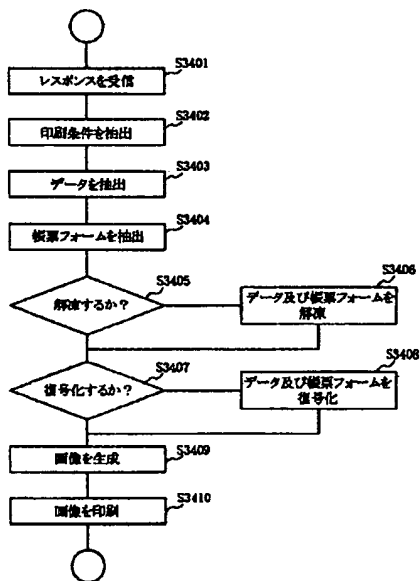 S3401
レスポンスを受信
S3402
印刷条件を抽出
S3403
データを抽出
S3404
帳票フォームを抽出
S3405
解凍するか？
S3406
データ及び帳票フォームを
解凍
S3407
復号化するか？
S3408
データ及び帳票フォームを
復号化
S3409
画像を生成
S3410
画像を印刷